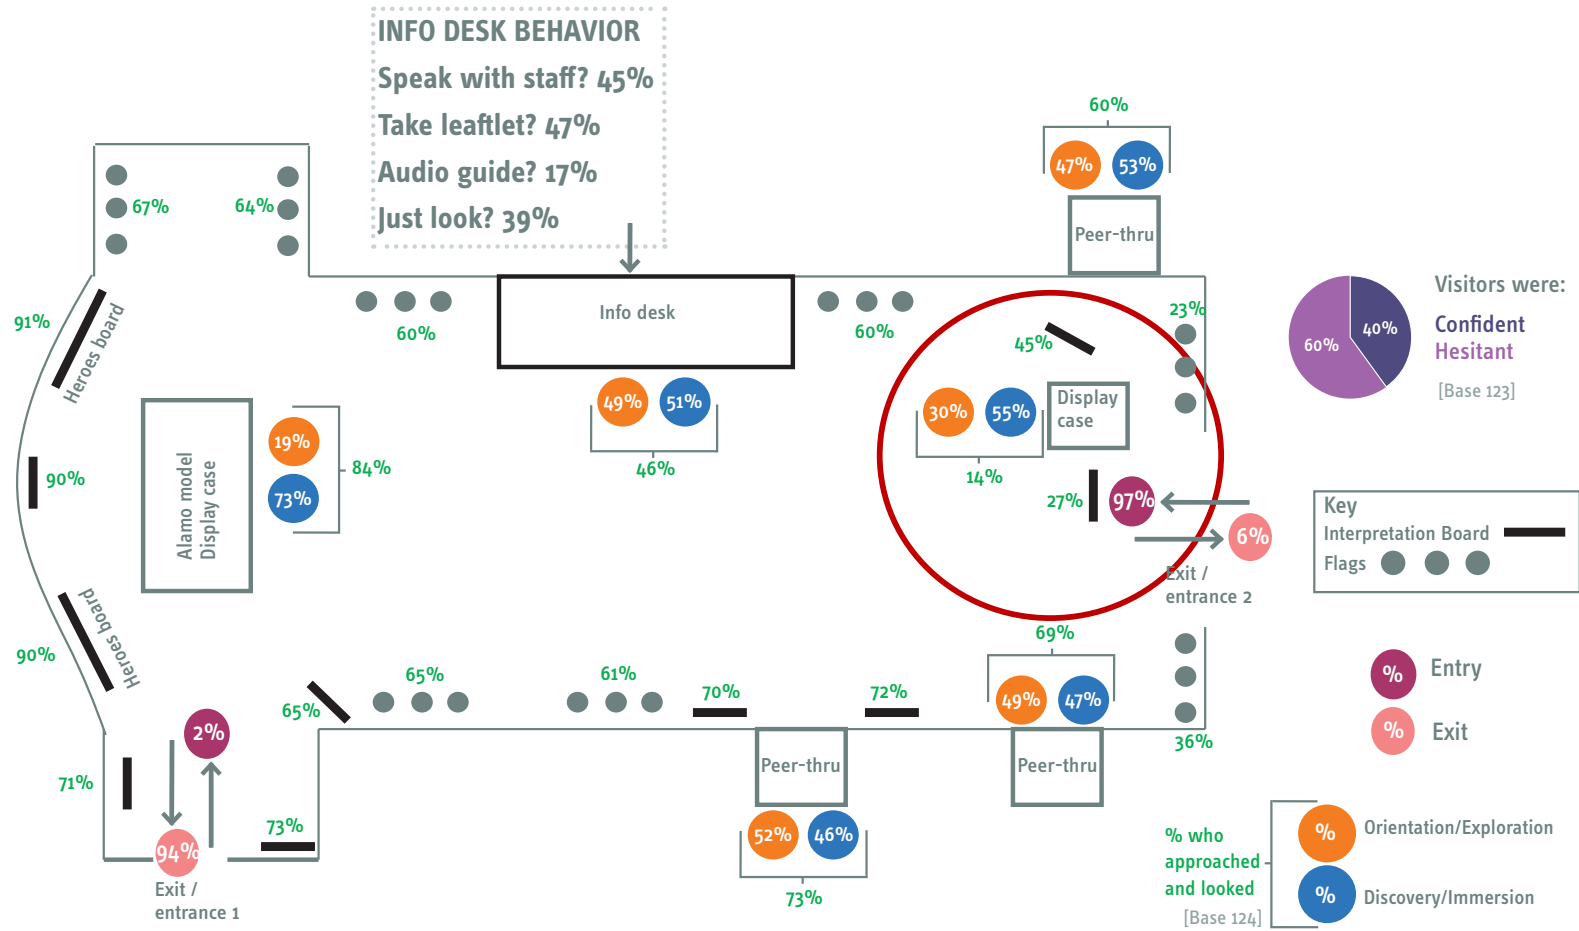 INFO DESK BEHAVIOR
Speak with staff? 45%
Take leaftlet? 47%
Audio guide? 17%
Just look? 39%
60%
47%
53%
Peer-thru
67%
64%
91%
Heroes board
60%
Info desk
60%
23%
45%
Visitors were:
Confident
Hesitant
[Base 123]
40%
60%
90%
Alamo model
Display case
19%
73%
84%
49%
51%
46%
30%
55%
14%
Display
case
27%
97%
6%
Exit /
entrance 2
Key
Interpretation Board
Flags
90%
Heroes board
65%
65%
61%
70%
72%
69%
49%
47%
36%
% Entry
% Exit
71%
2%
73%
94%
Exit /
entrance 1
Peer-thru
52%
46%
73%
Peer-thru
% who
approached
and looked
[Base 124]
% Orientation/Exploration
% Discovery/Immersion